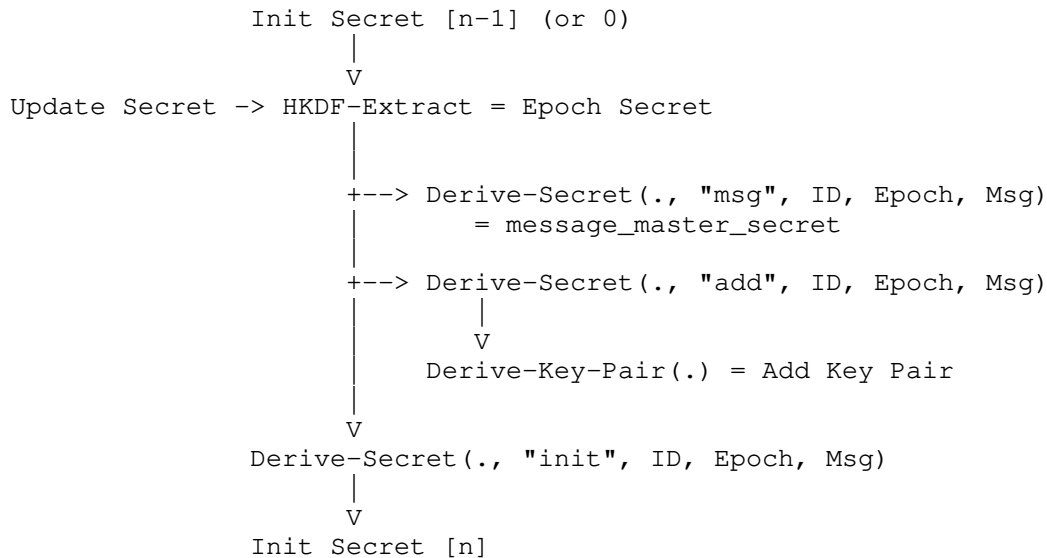 Init Secret [n-1] (or 0)
|
V
Update Secret -> HKDF-Extract = Epoch Secret
|
|
+--> Derive-Secret(., "msg", ID, Epoch, Msg)
| = message_master_secret
|
+--> Derive-Secret(., "add", ID, Epoch, Msg)
| |
| V
| Derive-Key-Pair(.) = Add Key Pair
|
V
Derive-Secret(., "init", ID, Epoch, Msg)
|
V
Init Secret [n]